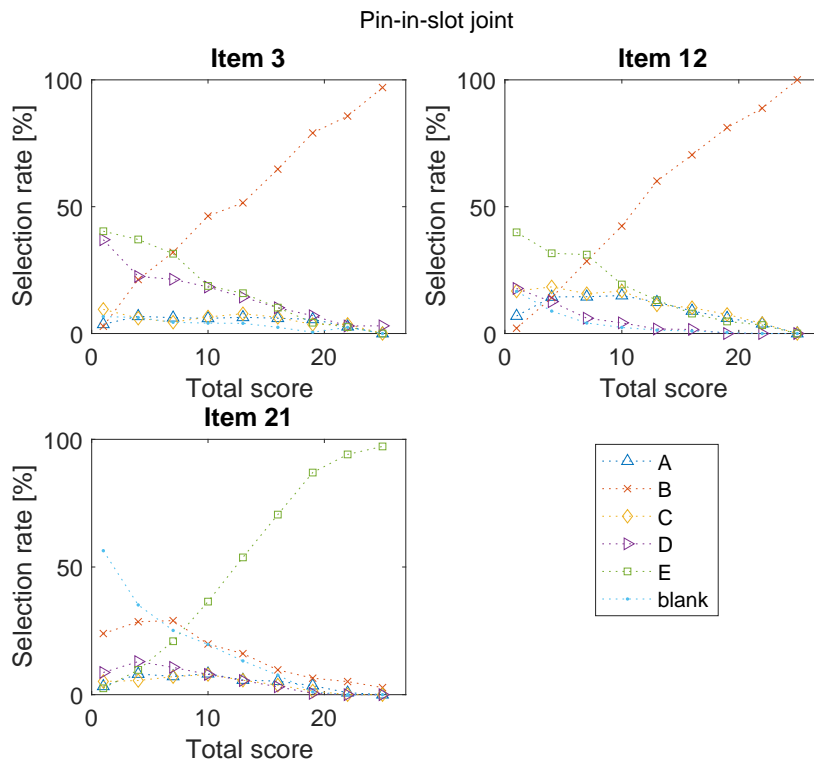 Pin-in-slot joint
Item 3
Item 12
100
50
0
0
10
20
Selection rate [%]
Total score
100
50
0
0
10
20
Selection rate [%]
Total score
Item 21
100
50
0
0
10
20
Selection rate [%]
Total score
A
B
C
D
E
blank